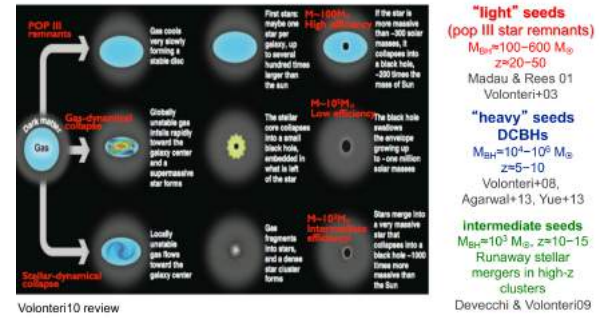 POP III
remnants
Gas cools
very slowly
forming a
stable disc
First stars:
maybe one
star per
galaxy, up
to several
hundred times
larger than
the sun
M~100M
High efficiency
If the star
is more
massive than
~300 solar
masses, it
collapses into
a black hole,
~200 times the
mass of Sun
Dark matter
Gas
Gas-dynamical
collapse
Globally
unstable gas
infalls rapidly
toward the
galaxy center
and a
supermassive
star forms
The stellar
core collapses
into a small
black hole,
embedded in
what is left
of the star
Low efficiency
The black hole
swallows
the envelope
growing up
to ~ one million
solar masses
Stellar-dynamical
collapse
Locally
unstable
gas flows
toward the
galaxy center
Gas
fragments
into stars,
and a dense
star cluster
forms
M~10³M
Intermediate
efficiency
Stars merge into
a very massive
star that
collapses into a
black hole ~1000
times more
massive than the
Sun
Volonteri10 review
"light" seeds
(pop III star remnants)
M_BH≈100-600 M☉
z≈20-50
Madau & Rees 01
Volonteri+03
"heavy" seeds
DCBHs
M_BH≈10⁴-10⁶ M☉
z≈5-10
Volonteri+08,
Agarwal+13, Yue+13
intermediate seeds
M_BH≈10³ M☉, z≈10-15
Runaway stellar
mergers in high-z
clusters
Devecchi & Volonteri09